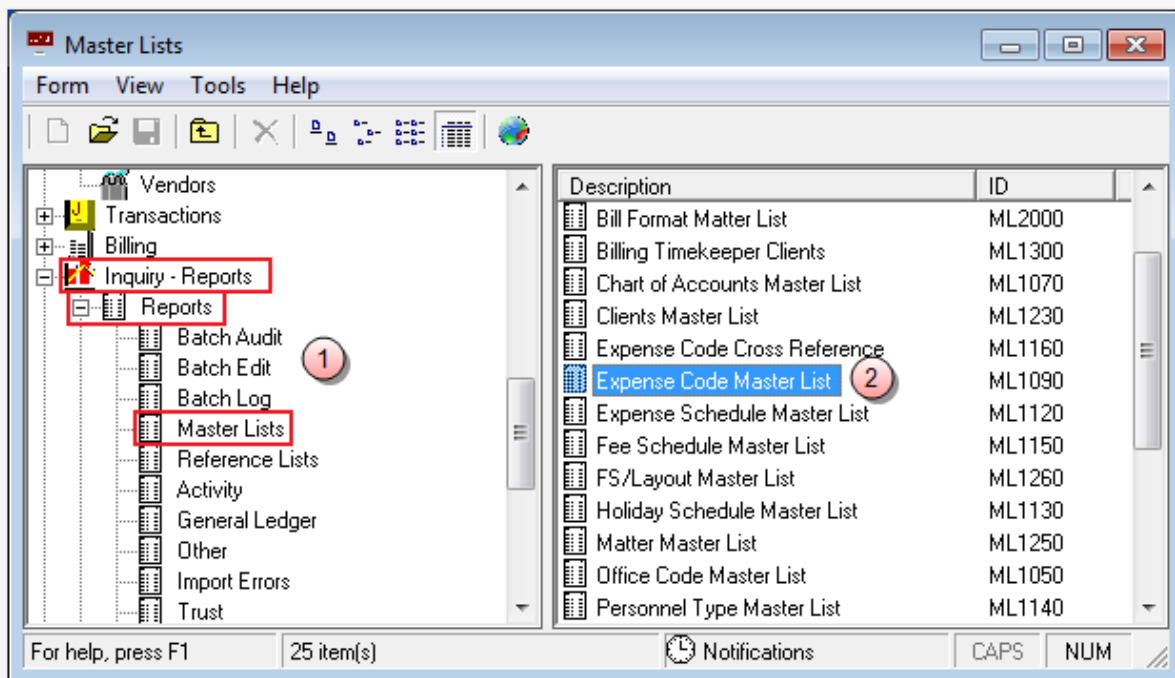 Master Lists
Form View Tools Help
Vendors
Transactions
Billing
Inquiry - Reports
Reports
Batch Audit
Batch Edit
Batch Log
Master Lists
Reference Lists
Activity
General Ledger
Other
Import Errors
Trust
1
Description ID
Bill Format Matter List ML2000
Billing Timekeeper Clients ML1300
Chart of Accounts Master List ML1070
Clients Master List ML1230
Expense Code Cross Reference ML1160
Expense Code Master List 2 ML1090
Expense Schedule Master List ML1120
Fee Schedule Master List ML1150
FS/Layout Master List ML1260
Holiday Schedule Master List ML1130
Matter Master List ML1250
Office Code Master List ML1050
Personnel Type Master List ML1140
For help, press F1 25 item(s) Notifications CAPS NUM